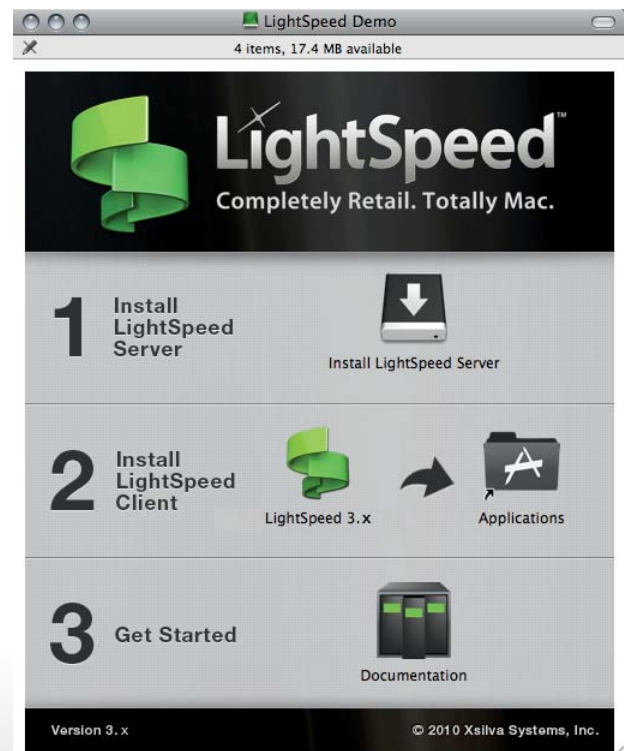 LightSpeed Demo
4 items, 17.4 MB available
LightSpeed™
Completely Retail. Totally Mac.
1
Install
LightSpeed
Server
Install LightSpeed Server
2
Install
LightSpeed
Client
LightSpeed 3.x
Applications
3
Get Started
Documentation
Version 3.x
© 2010 Xsilva Systems, Inc.